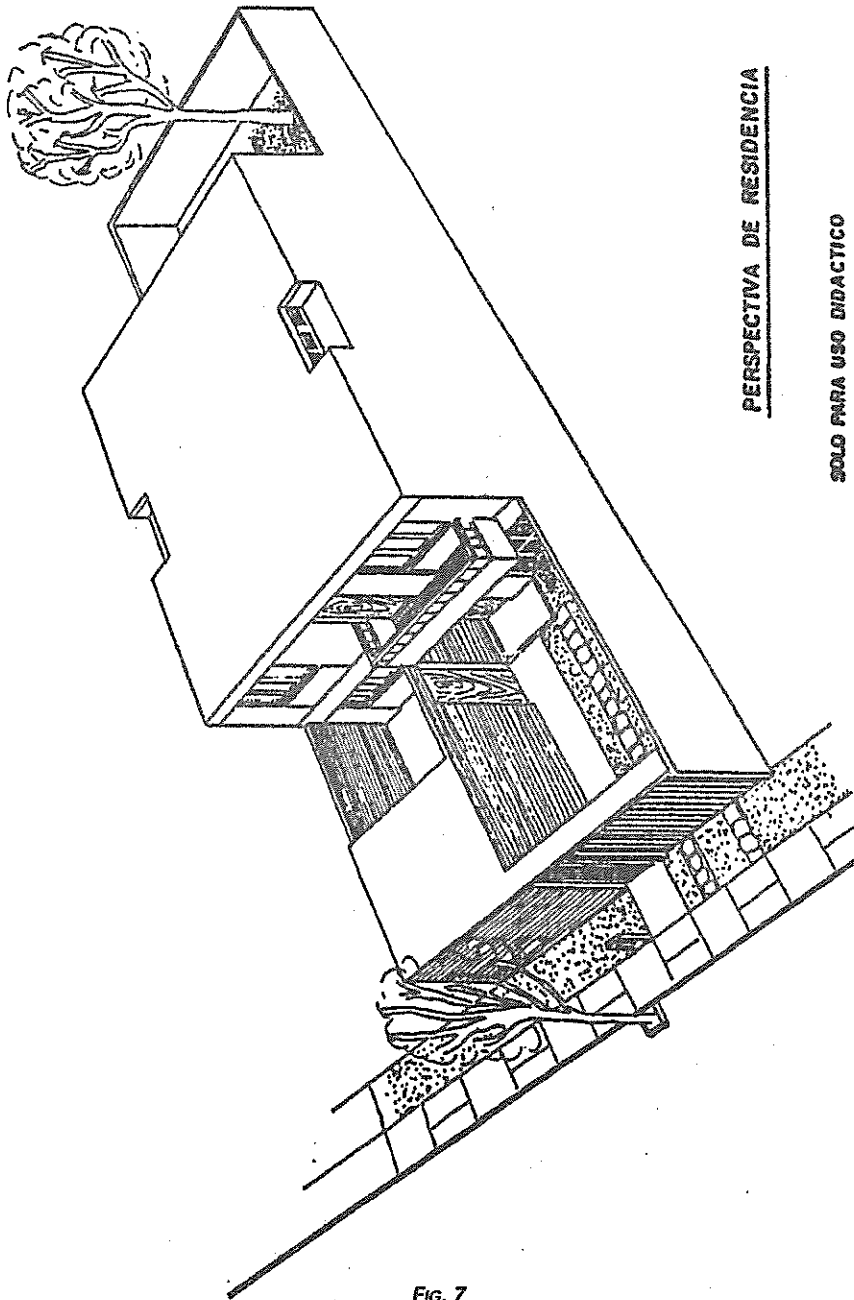 PERSPECTIVA DE RESIDENCIA
SOLO PARA USO DIDACTICO
FIG. 7